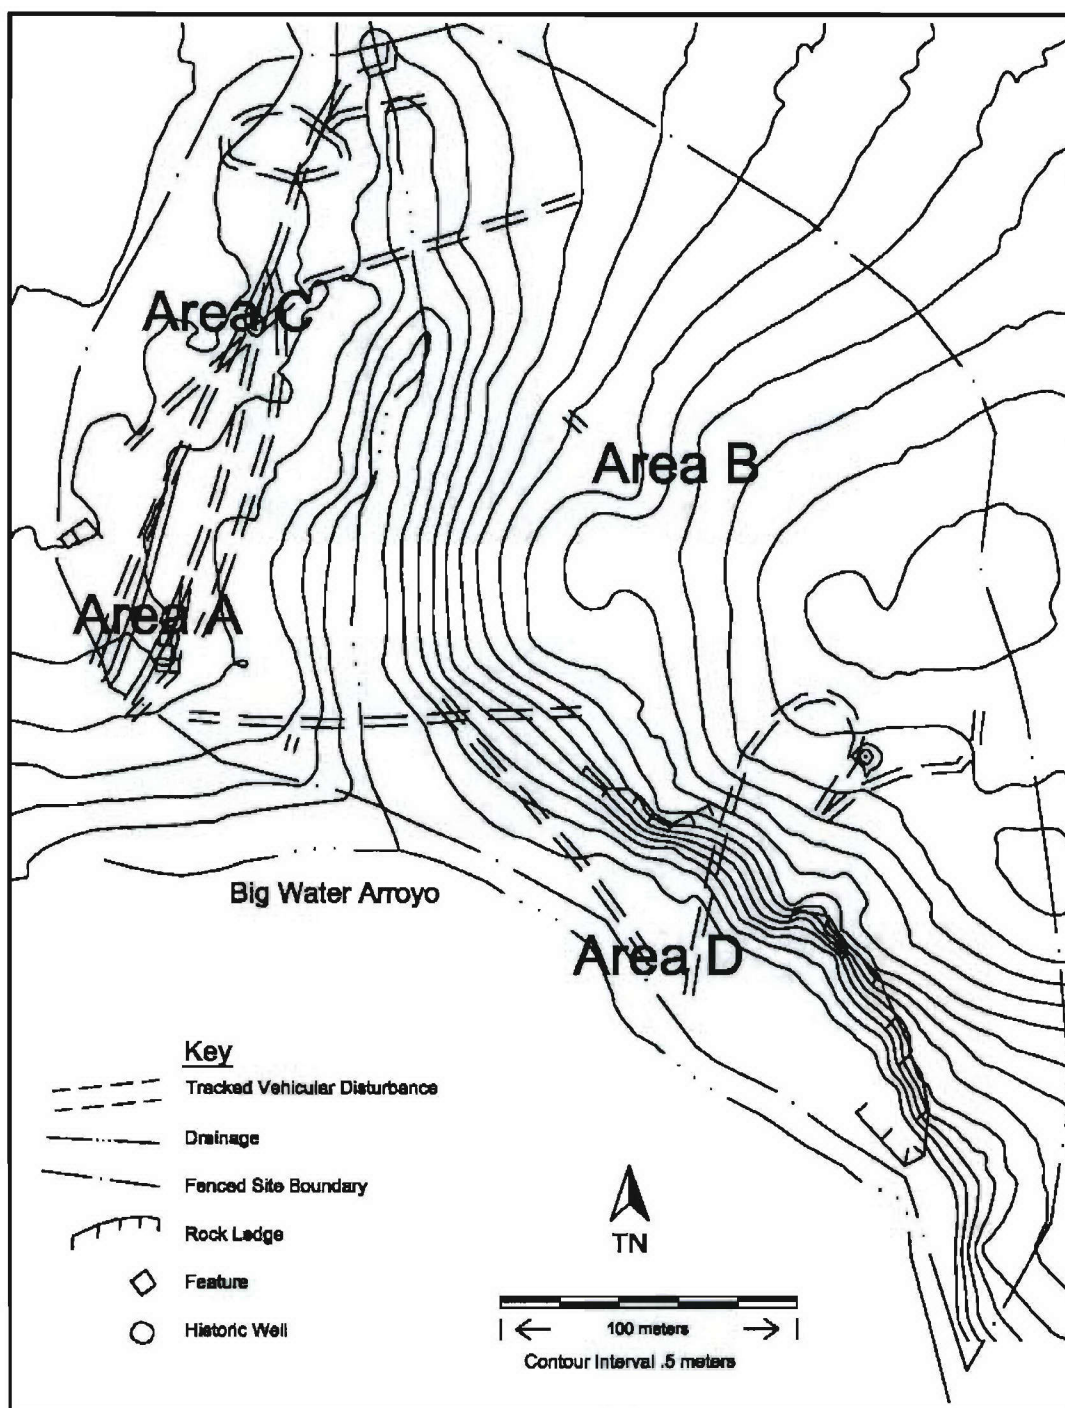 Area C
Area B
Area A
Big Water Arroyo
Area D
Key
Tracked Vehicular Disturbance
Drainage
Fenced Site Boundary
Rock Ledge
Feature
Historic Well
TN
100 meters
Contour Interval .5 meters